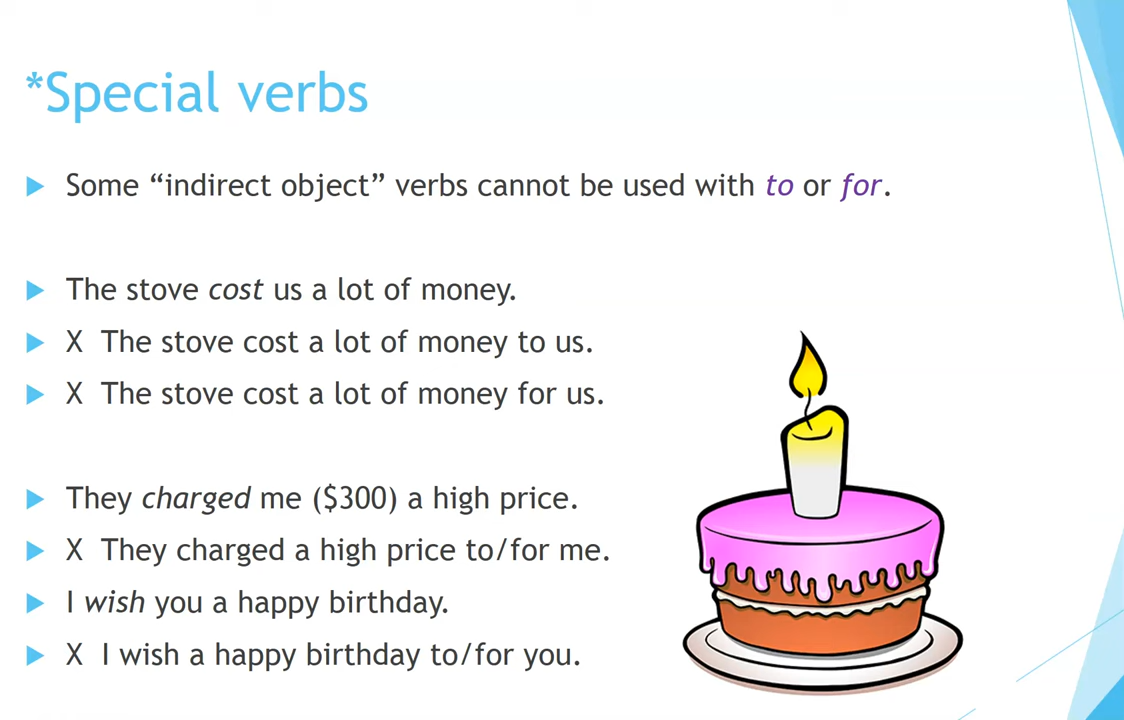 *Special verbs
Some “indirect object” verbs cannot be used with to or for.
The stove cost us a lot of money.
X The stove cost a lot of money to us.
X The stove cost a lot of money for us.
They charged me ($300) a high price.
X They charged a high price to/for me.
I wish you a happy birthday.
X I wish a happy birthday to/for you.